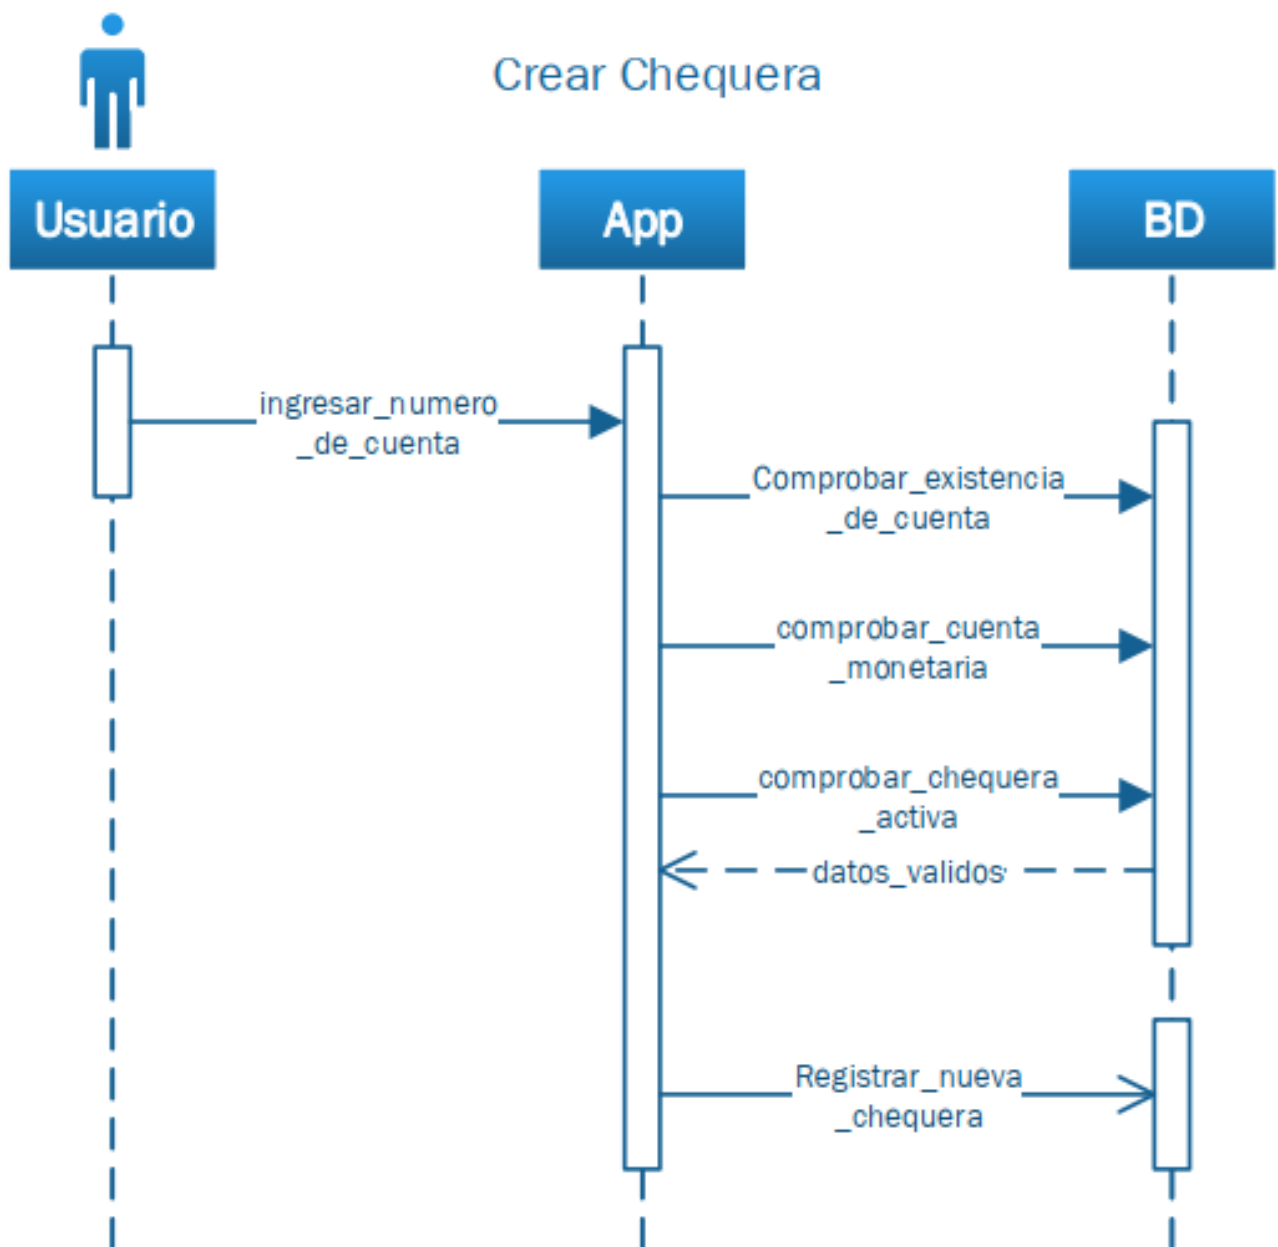 Crear Chequera
Usuario
App
BD
ingresar_numero
_de_cuenta
Comprobar_existencia
_de_cuenta
comprobar_cuenta
_monetaria
comprobar_chequera
_activa
datos_validos
Registrar_nueva
_chequera